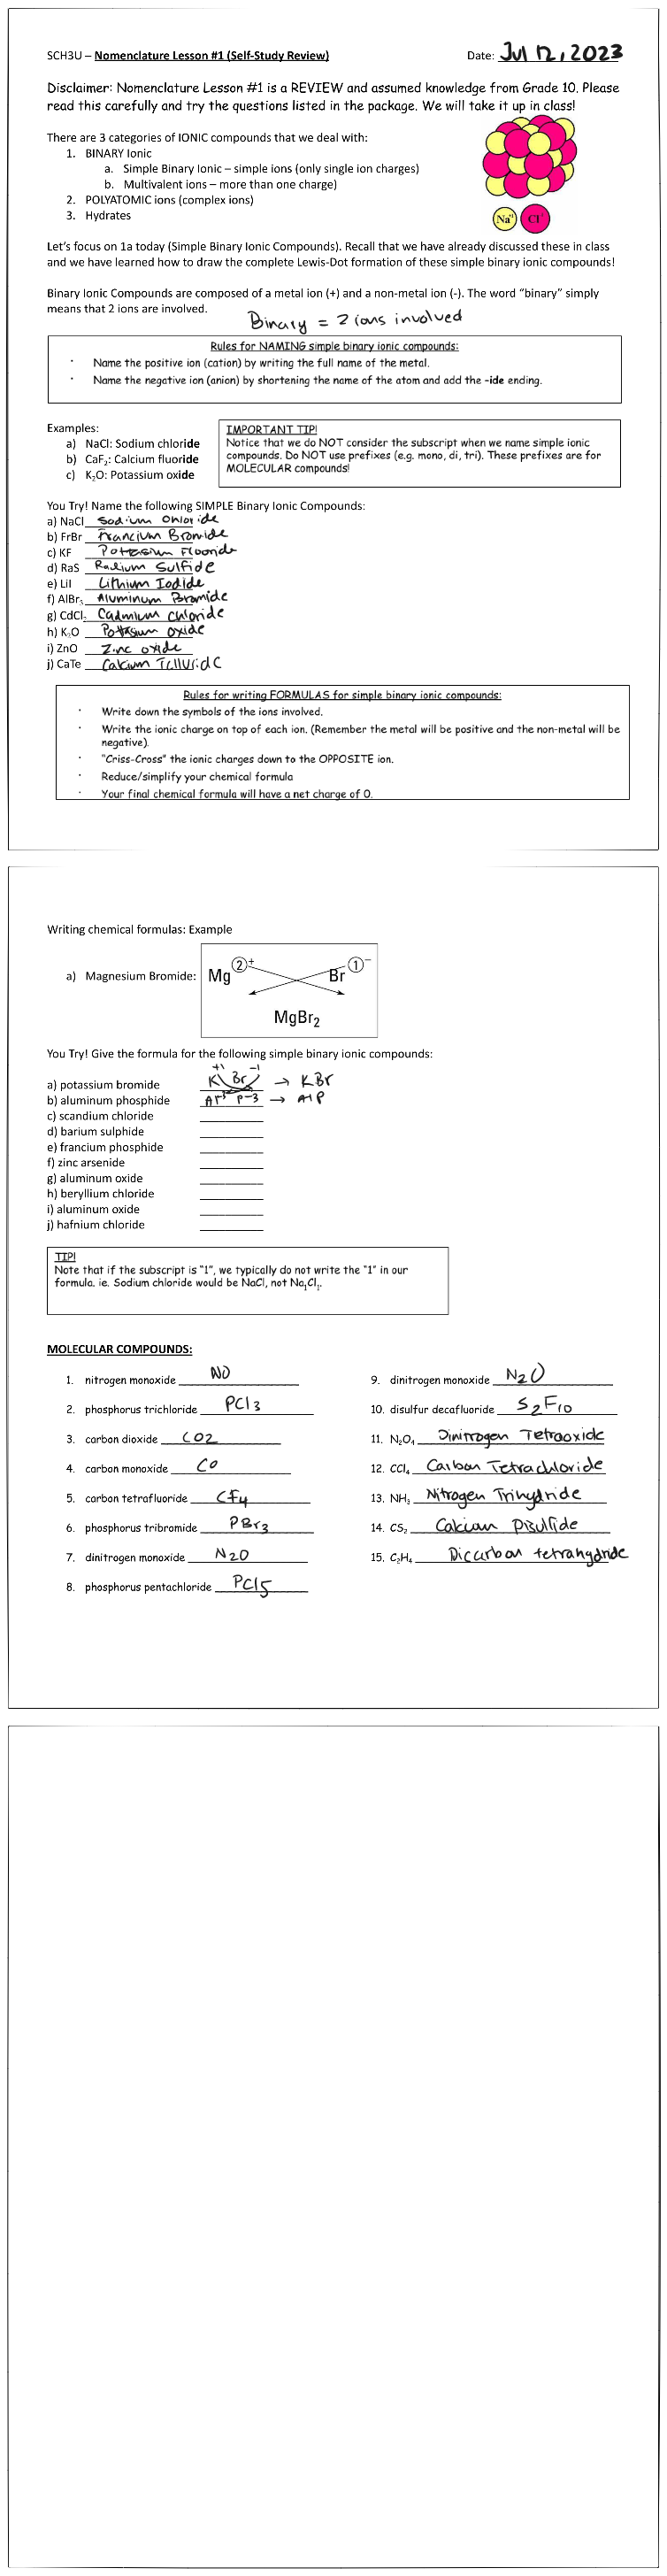 SCH3U – Nomenclature Lesson #1 (Self-Study Review) Date: Jul 12, 2023
Disclaimer: Nomenclature Lesson #1 is a REVIEW and assumed knowledge from Grade 10. Please
read this carefully and try the questions listed in the package. We will take it up in class!
There are 3 categories of IONIC compounds that we deal with:
1. BINARY Ionic
a. Simple Binary Ionic – simple ions (only single ion charges)
b. Multivalent ions – more than one charge)
2. POLYATOMIC ions (complex ions)
3. Hydrates
Na⁺ Cl⁻
Let's focus on 1a today (Simple Binary Ionic Compounds). Recall that we have already discussed these in class
and we have learned how to draw the complete Lewis-Dot formation of these simple binary ionic compounds!
Binary Ionic Compounds are composed of a metal ion (+) and a non-metal ion (-). The word "binary" simply
means that 2 ions are involved.
Binary = 2 ions involved
Rules for NAMING simple binary ionic compounds:
· Name the positive ion (cation) by writing the full name of the metal.
· Name the negative ion (anion) by shortening the name of the atom and add the -ide ending.
Examples:
a) NaCl: Sodium chloride
b) CaF₂: Calcium fluoride
c) K₂O: Potassium oxide
IMPORTANT TIP!
Notice that we do NOT consider the subscript when we name simple ionic
compounds. Do NOT use prefixes (e.g. mono, di, tri). These prefixes are for
MOLECULAR compounds!
You Try! Name the following SIMPLE Binary Ionic Compounds:
a) NaCl Sodium Chloride
b) FrBr Francium Bromide
c) KF Potassium Fluoride
d) RaS Radium Sulfide
e) LiI Lithium Iodide
f) AlBr₃ Aluminum Bromide
g) CdCl₂ Cadmium chloride
h) K₂O Potassium oxide
i) ZnO Zinc oxide
j) CaTe Calcium Telluride
Rules for writing FORMULAS for simple binary ionic compounds:
· Write down the symbols of the ions involved.
· Write the ionic charge on top of each ion. (Remember the metal will be positive and the non-metal will be
negative).
· "Criss-Cross" the ionic charges down to the OPPOSITE ion.
· Reduce/simplify your chemical formula
· Your final chemical formula will have a net charge of 0.
Writing chemical formulas: Example
a) Magnesium Bromide: Mg 2+ Br 1−
MgBr₂
You Try! Give the formula for the following simple binary ionic compounds:
a) potassium bromide K+1 Br-1 → KBr
b) aluminum phosphide Al+3 P-3 → AlP
c) scandium chloride
d) barium sulphide
e) francium phosphide
f) zinc arsenide
g) aluminum oxide
h) beryllium chloride
i) aluminum oxide
j) hafnium chloride
TIP!
Note that if the subscript is "1", we typically do not write the "1" in our
formula. ie. Sodium chloride would be NaCl, not Na₁Cl₁.
MOLECULAR COMPOUNDS:
1. nitrogen monoxide NO
2. phosphorus trichloride PCl3
3. carbon dioxide CO2
4. carbon monoxide CO
5. carbon tetrafluoride CF4
6. phosphorus tribromide PBr3
7. dinitrogen monoxide N2O
8. phosphorus pentachloride PCl5
9. dinitrogen monoxide N2O
10. disulfur decafluoride S2F10
11. N₂O₄ Dinitrogen Tetraoxide
12. CCl₄ Carbon Tetrachloride
13. NH₃ Nitrogen Trihydride
14. CS₂ Calcium Disulfide
15. C₂H₄ Dicarbon tetrahydride